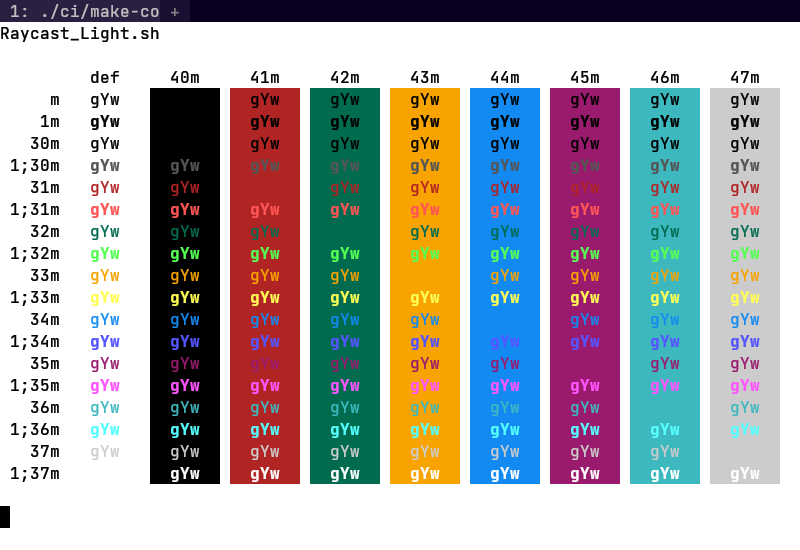 1: ./ci/make-co +
Raycast_Light.sh
def 40m 41m 42m 43m 44m 45m 46m 47m
m gYw gYw gYw gYw gYw gYw gYw gYw
1m gYw gYw gYw gYw gYw gYw gYw gYw
30m gYw gYw gYw gYw gYw gYw gYw gYw
1;30m gYw gYw gYw gYw gYw gYw gYw gYw gYw
31m gYw gYw gYw gYw gYw gYw gYw gYw
1;31m gYw gYw gYw gYw gYw gYw gYw gYw gYw
32m gYw gYw gYw gYw gYw gYw gYw gYw
1;32m gYw gYw gYw gYw gYw gYw gYw gYw gYw
33m gYw gYw gYw gYw gYw gYw gYw gYw
1;33m gYw gYw gYw gYw gYw gYw gYw gYw gYw
34m gYw gYw gYw gYw gYw gYw gYw gYw
1;34m gYw gYw gYw gYw gYw gYw gYw gYw gYw
35m gYw gYw gYw gYw gYw gYw gYw gYw
1;35m gYw gYw gYw gYw gYw gYw gYw gYw gYw
36m gYw gYw gYw gYw gYw gYw gYw gYw
1;36m gYw gYw gYw gYw gYw gYw gYw gYw gYw
37m gYw gYw gYw gYw gYw gYw gYw gYw
1;37m gYw gYw gYw gYw gYw gYw gYw gYw